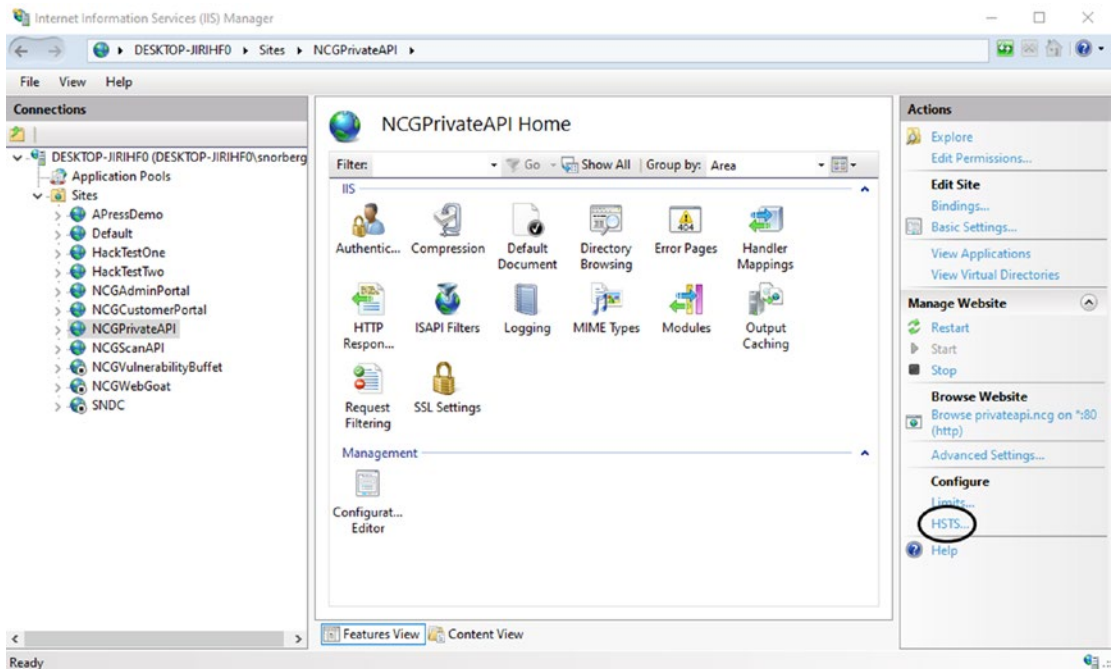 Internet Information Services (IIS) Manager
DESKTOP-JIRIHF0 Sites NCGPrivateAPI
File View Help
Connections
DESKTOP-JIRIHF0 (DESKTOP-JIRIHF0\snorberg
Application Pools
Sites
APressDemo
Default
HackTestOne
HackTestTwo
NCGAdminPortal
NCGCustomerPortal
NCGPrivateAPI
NCGScanAPI
NCGVulnerabilityBuffet
NCGWebGoat
SNDC
NCGPrivateAPI Home
Filter: Go Show All Group by: Area
IIS
Authentic...
Compression
Default
Document
Directory
Browsing
Error Pages
404
Handler
Mappings
HTTP
Respon...
ISAPI Filters
Logging
MIME Types
Modules
Output
Caching
Request
Filtering
SSL Settings
Management
Configurat...
Editor
Features View Content View
Actions
Explore
Edit Permissions...
Edit Site
Bindings...
Basic Settings...
View Applications
View Virtual Directories
Manage Website
Restart
Start
Stop
Browse Website
Browse privateapi.ncg on *:80
(http)
Advanced Settings...
Configure
Limits...
HSTS...
Help
Ready